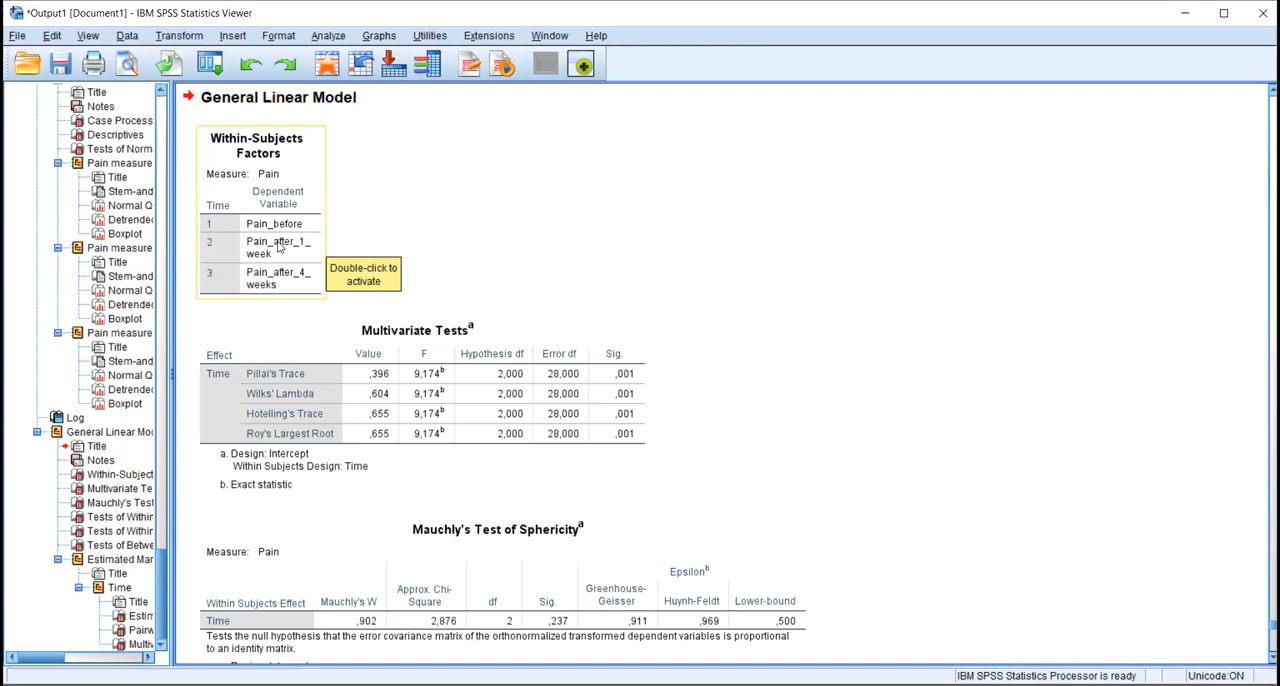 *Output1 [Document1] - IBM SPSS Statistics Viewer
File Edit View Data Transform Insert Format Analyze Graphs Utilities Extensions Window Help
Title
Notes
Case Process
Descriptives
Tests of Norm
Pain measure
Title
Stem-and
Normal Q
Detrended
Boxplot
Pain measure
Title
Stem-and
Normal Q
Detrended
Boxplot
Pain measure
Title
Stem-and
Normal Q
Detrended
Boxplot
Log
General Linear Mod
Title
Notes
Within-Subject
Multivariate Te
Mauchly's Test
Tests of Within
Tests of Within
Tests of Betwe
Estimated Mar
Title
Time
Title
Estim
Pairw
Multiv
General Linear Model
Within-Subjects
Factors
Measure: Pain
Time Dependent
Variable
1 Pain_before
2 Pain_after_1_
week
3 Pain_after_4_
weeks
Double-click to
activate
Multivariate Tests a
Effect Value F Hypothesis df Error df Sig.
Time Pillai's Trace ,396 9,174 b 2,000 28,000 ,001
Wilks' Lambda ,604 9,174 b 2,000 28,000 ,001
Hotelling's Trace ,655 9,174 b 2,000 28,000 ,001
Roy's Largest Root ,655 9,174 b 2,000 28,000 ,001
a. Design: Intercept
Within Subjects Design: Time
b. Exact statistic
Mauchly's Test of Sphericity a
Measure: Pain
Epsilon b
Within Subjects Effect Mauchly's W Approx. Chi-
Square df Sig. Greenhouse-
Geisser Huynh-Feldt Lower-bound
Time ,902 2,876 2 ,237 ,911 ,969 ,500
Tests the null hypothesis that the error covariance matrix of the orthonormalized transformed dependent variables is proportional
to an identity matrix.
IBM SPSS Statistics Processor is ready
Unicode:ON